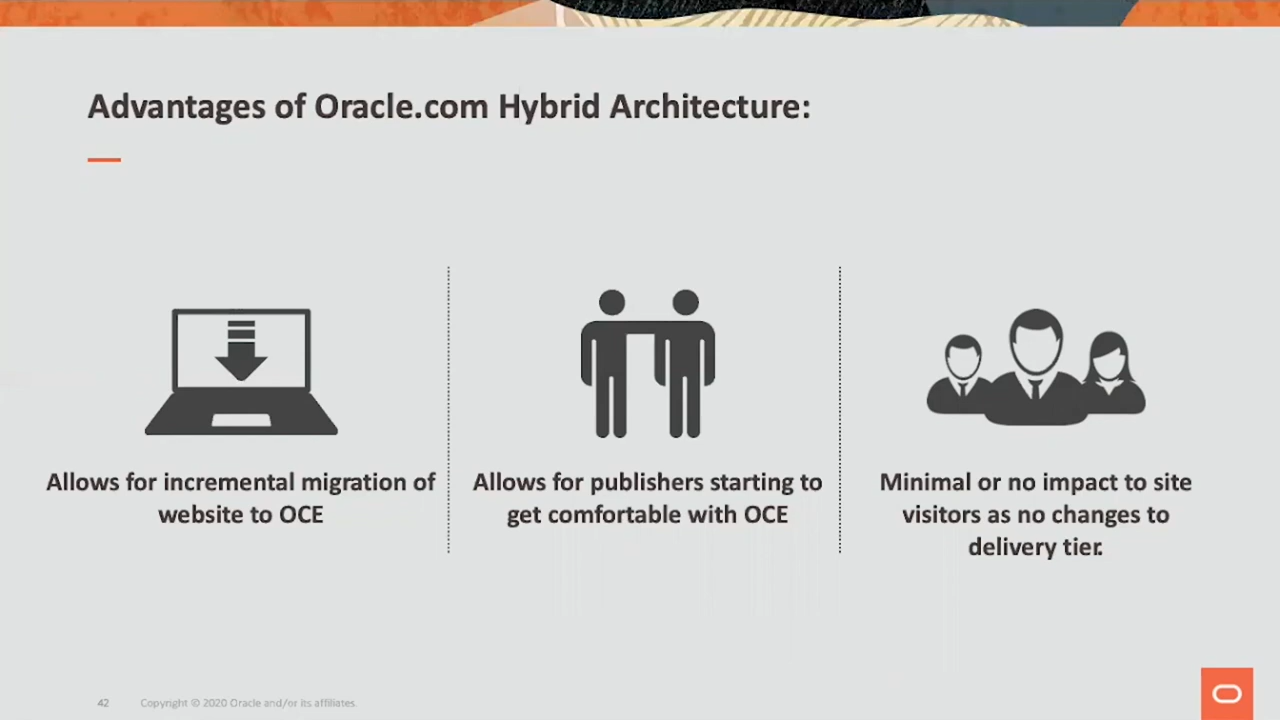 Advantages of Oracle.com Hybrid Architecture:
Allows for incremental migration of
website to OCE
Allows for publishers starting to
get comfortable with OCE
Minimal or no impact to site
visitors as no changes to
delivery tier.
42 Copyright © 2020 Oracle and/or its affiliates.